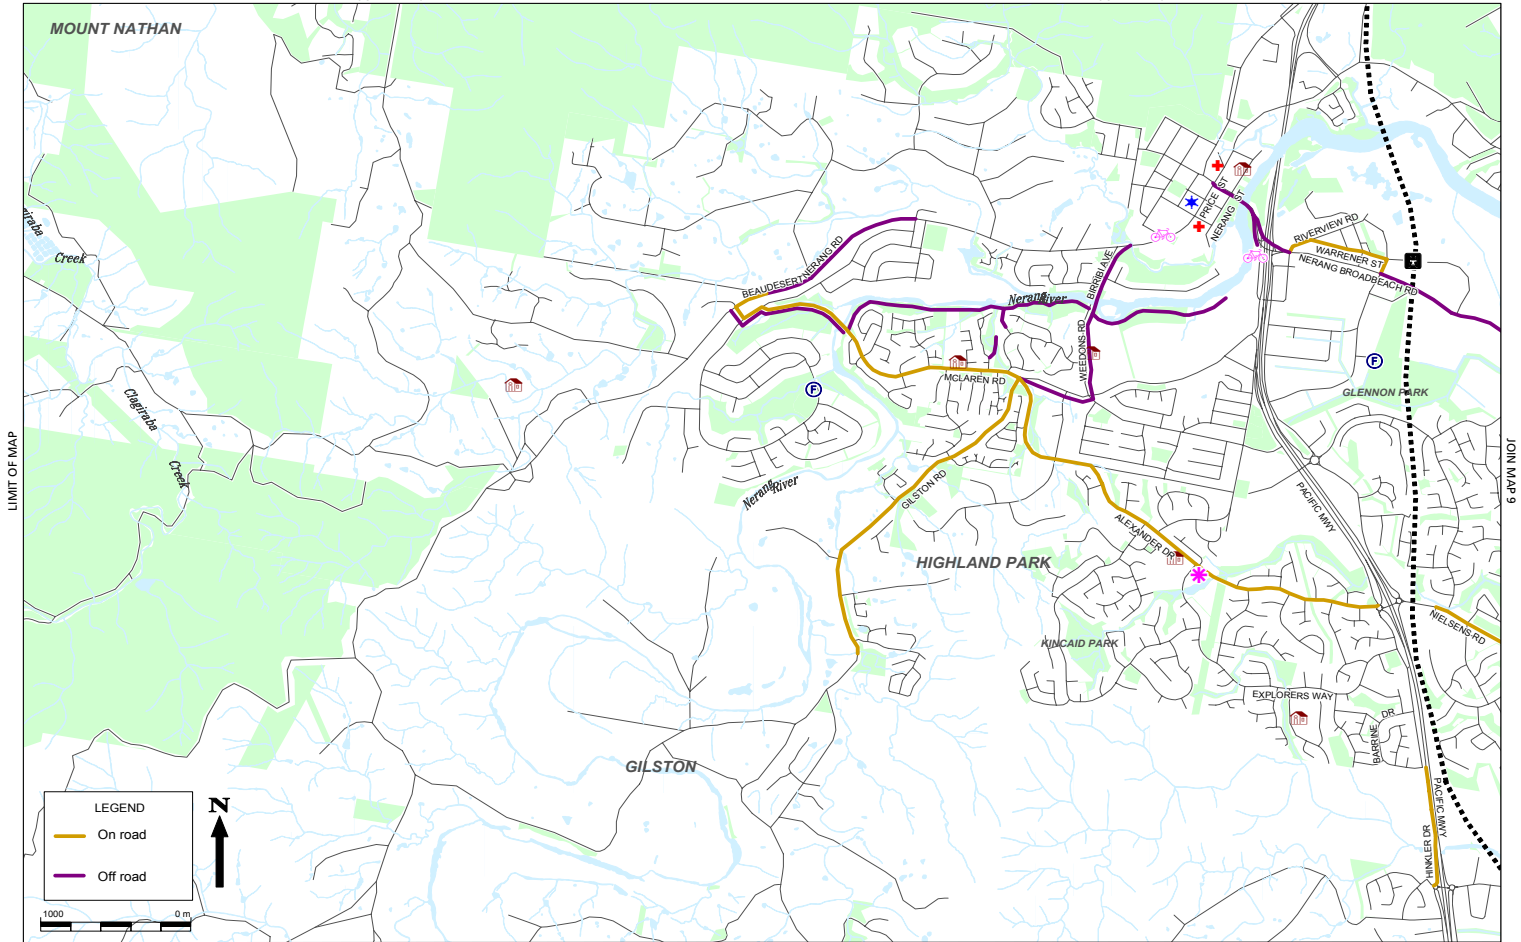 MOUNT NATHAN
PRICE ST
NERANG ST
RIVERVIEW RD
WARRENER ST
NERANG BROADBEACH RD
Creek
BEAUDESERT NERANG RD
BIRRIBI AVE
Nerang River
WEEDONS RD
MCLAREN RD
F
F
GLENNON PARK
Clagiraba
Creek
LIMIT OF MAP
JOIN MAP 9
Nerang River
GILSTON RD
PACIFIC MWY
ALEXANDER DR
HIGHLAND PARK
NIELSENS RD
KINCAID PARK
EXPLORERS WAY
BARRINE DR
GILSTON
PACIFIC MWY
HINKLER DR
LEGEND
On road
Off road
N
1000 0 m